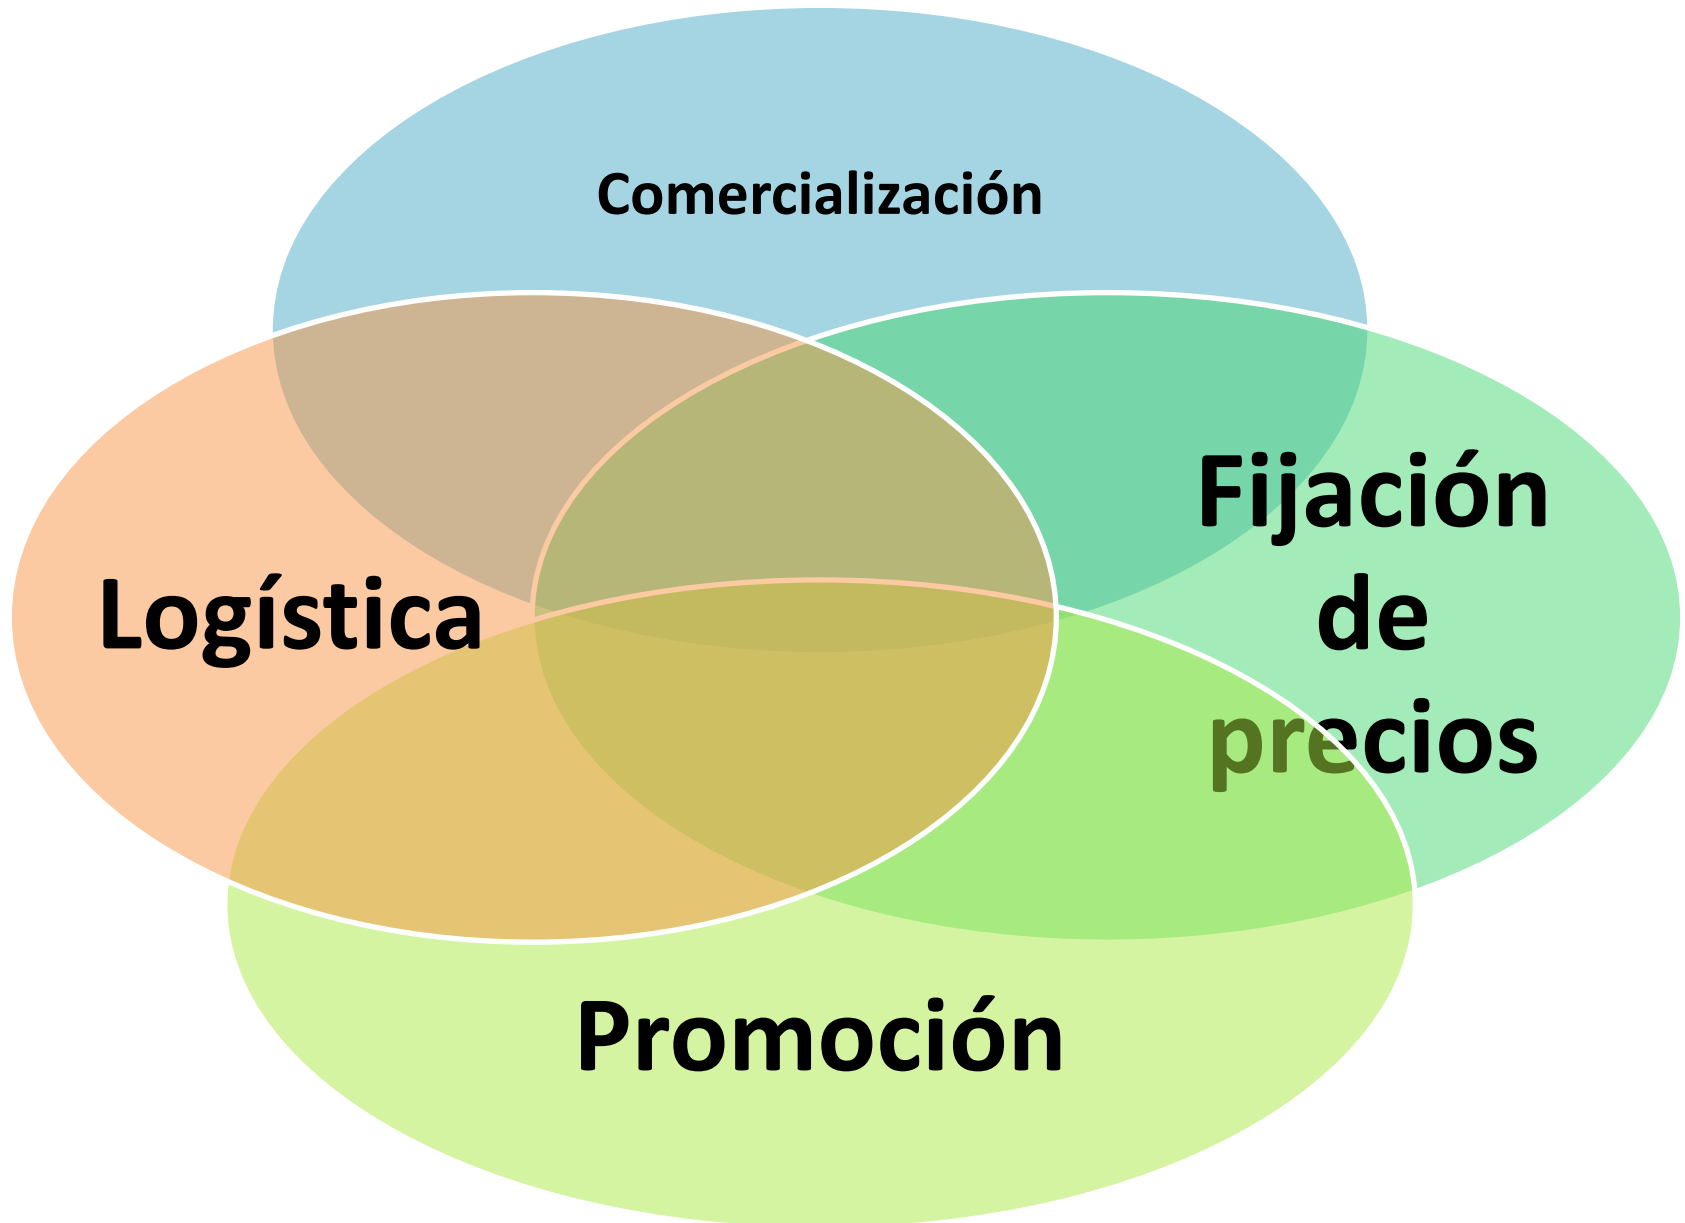 Comercialización
Fijación
de
precios
Logística
Promoción